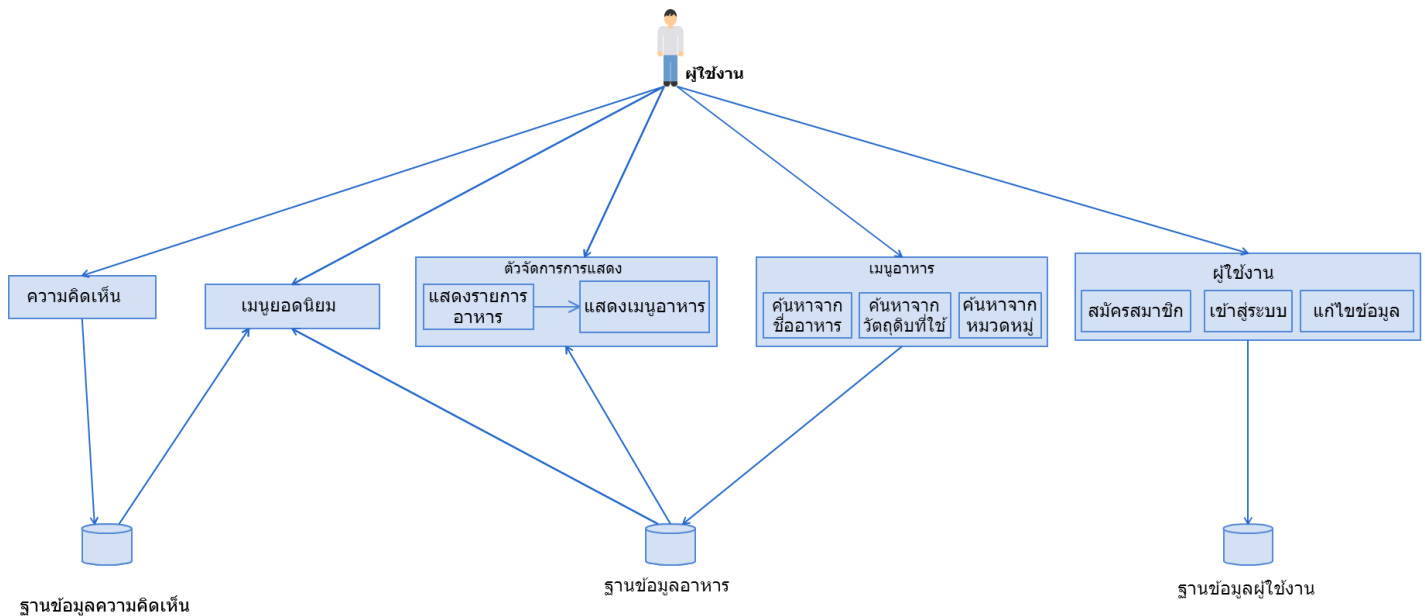 ผู้ใช้งาน
ความคิดเห็น
เมนูยอดนิยม
ตัวจัดการการแสดง
แสดงรายการ
อาหาร
แสดงเมนูอาหาร
เมนูอาหาร
ค้นหาจาก
ชื่ออาหาร
ค้นหาจาก
วัตถุดิบที่ใช้
ค้นหาจาก
หมวดหมู่
ผู้ใช้งาน
สมัครสมาชิก
เข้าสู่ระบบ
แก้ไขข้อมูล
ฐานข้อมูลความคิดเห็น
ฐานข้อมูลอาหาร
ฐานข้อมูลผู้ใช้งาน